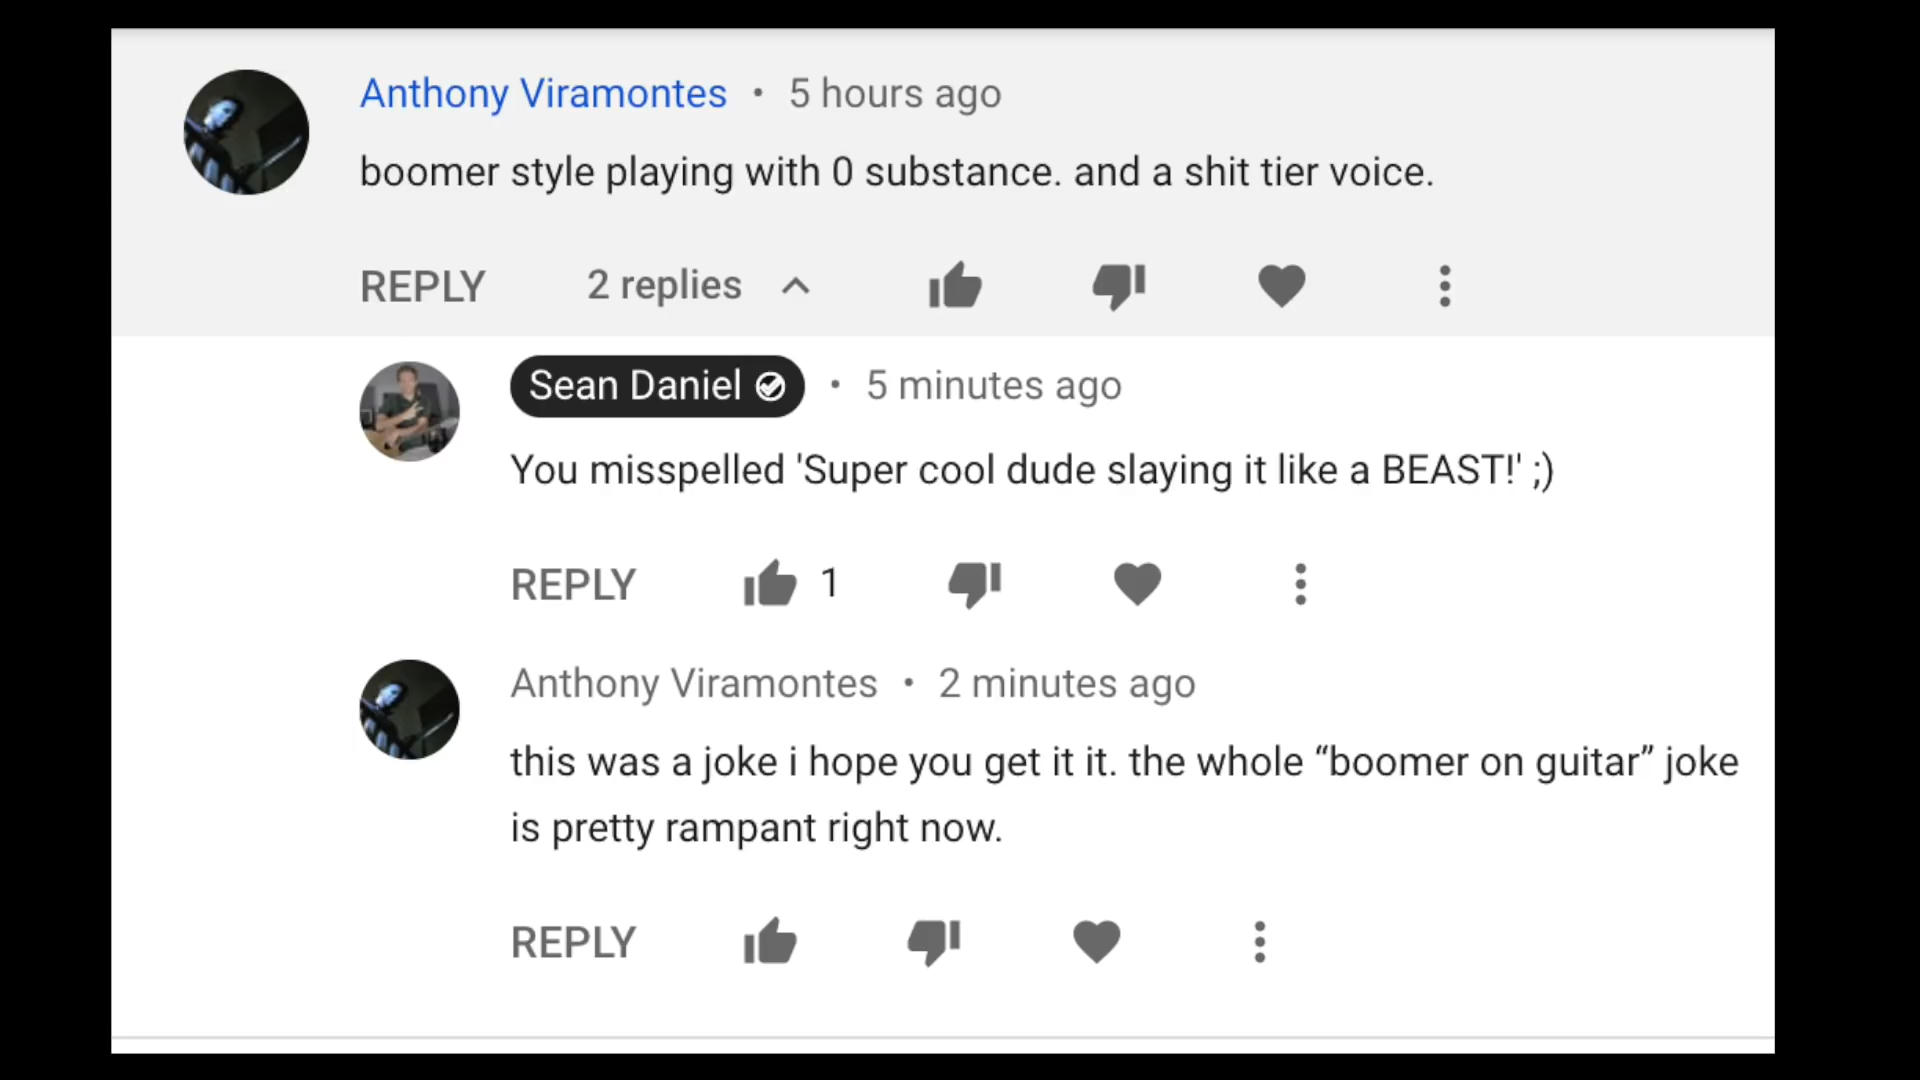 Anthony Viramontes • 5 hours ago
boomer style playing with 0 substance. and a shit tier voice.
REPLY 2 replies
Sean Daniel • 5 minutes ago
You misspelled 'Super cool dude slaying it like a BEAST!' ;)
REPLY 1
Anthony Viramontes • 2 minutes ago
this was a joke i hope you get it it. the whole “boomer on guitar” joke
is pretty rampant right now.
REPLY